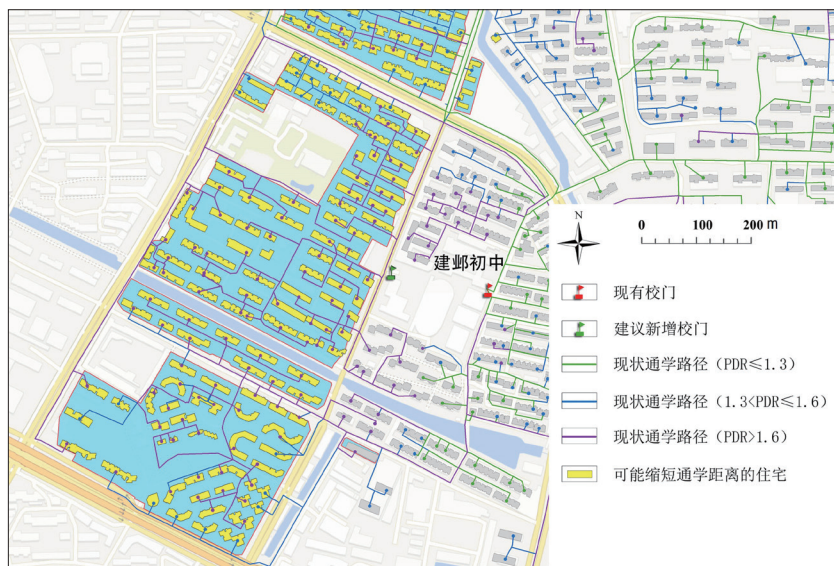 建邺初中
N
0 100 200 m
现有校门
建议新增校门
现状通学路径（PDR≤1.3）
现状通学路径（1.3<PDR≤1.6）
现状通学路径（PDR>1.6）
可能缩短通学距离的住宅